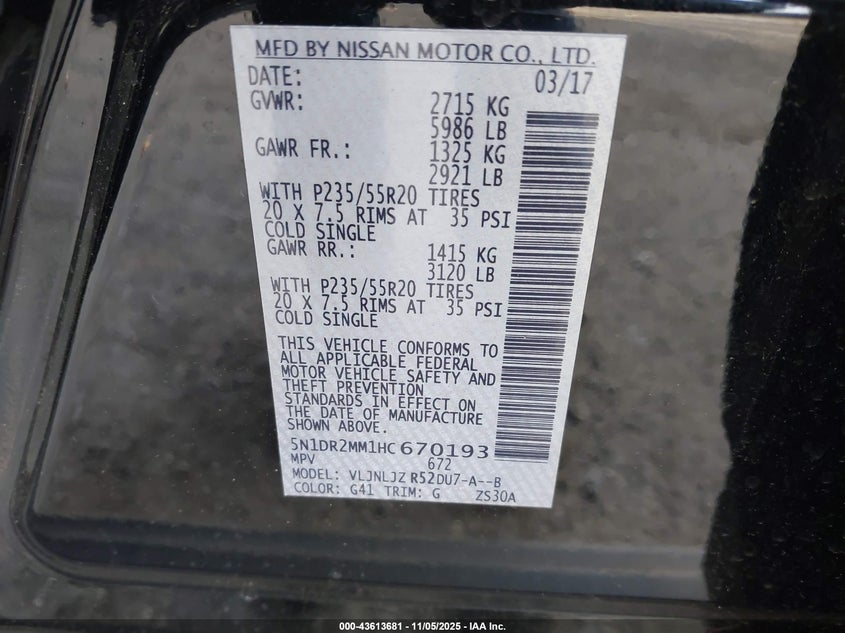 MFD BY NISSAN MOTOR CO., LTD.
DATE: 03/17
GVWR: 2715 KG
5986 LB
GAWR FR.: 1325 KG
2921 LB
WITH P235/55R20 TIRES
20 X 7.5 RIMS AT 35 PSI
COLD SINGLE
GAWR RR.: 1415 KG
3120 LB
WITH P235/55R20 TIRES
20 X 7.5 RIMS AT 35 PSI
COLD SINGLE
THIS VEHICLE CONFORMS TO
ALL APPLICABLE FEDERAL
MOTOR VEHICLE SAFETY AND
THEFT PREVENTION
STANDARDS IN EFFECT ON
THE DATE OF MANUFACTURE
SHOWN ABOVE.
5N1DR2MM1HC670193
MPV 672
MODEL: VLJNLJZ R52DU7-A--B
COLOR: G41 TRIM: G ZS30A
000-43613681 - 11/05/2025 - IAA Inc.